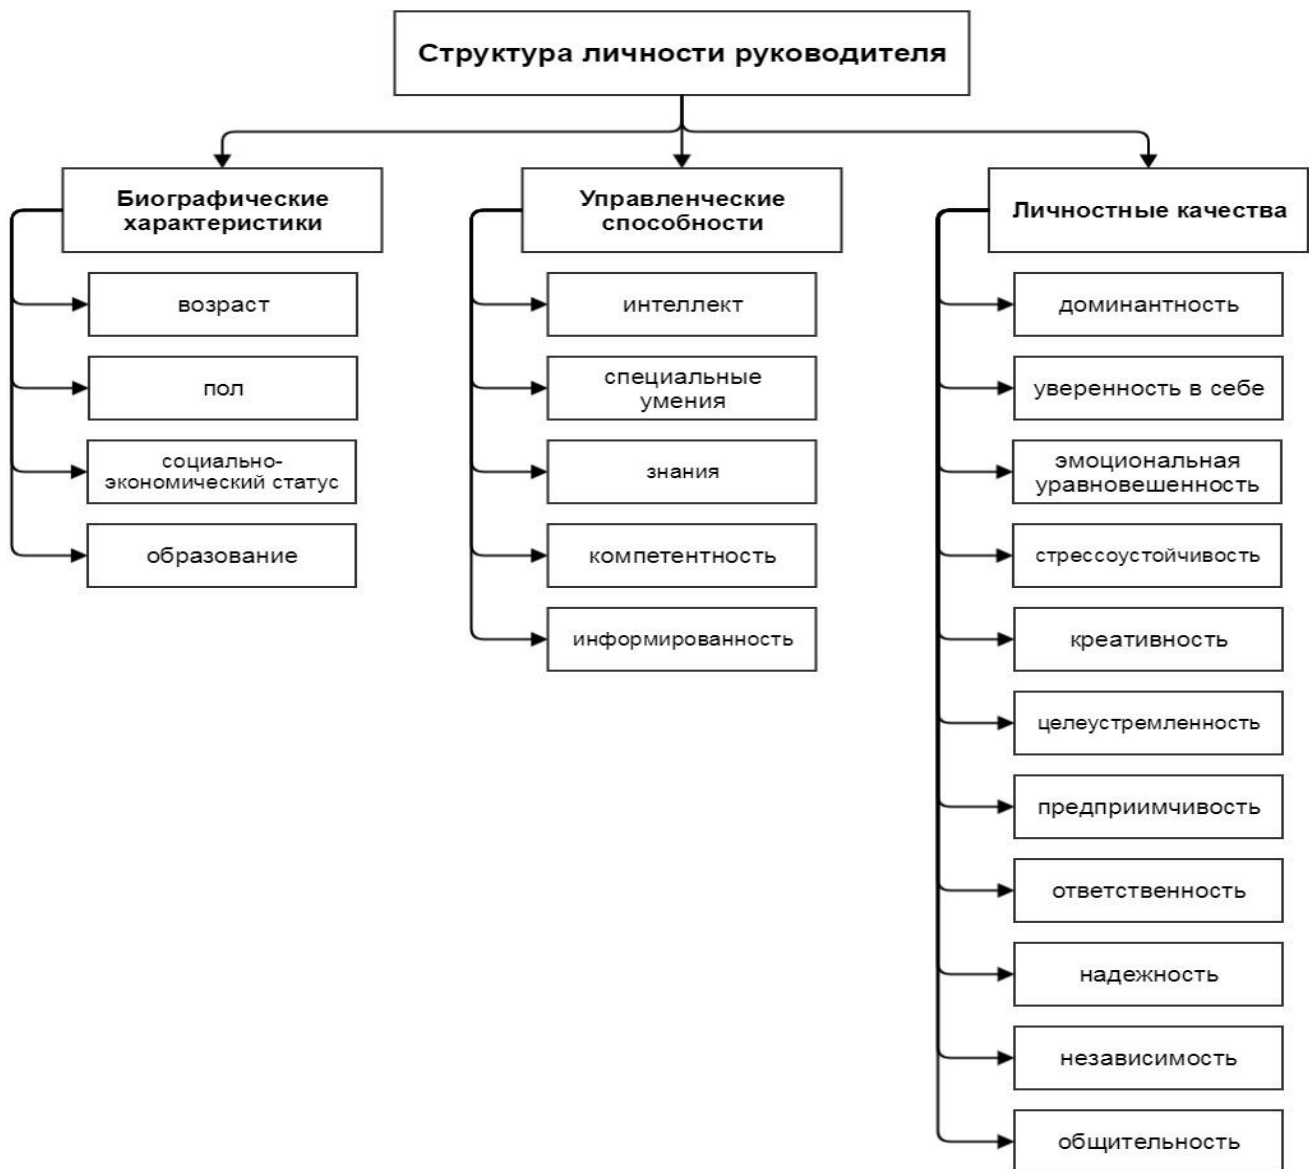 Структура личности руководителя
Биографические
характеристики
возраст
пол
социально-
экономический статус
образование
Управленческие
способности
интеллект
специальные
умения
знания
компетентность
информированность
Личностные качества
доминантность
уверенность в себе
эмоциональная
уравновешенность
стрессоустойчивость
креативность
целеустремленность
предприимчивость
ответственность
надежность
независимость
общительность